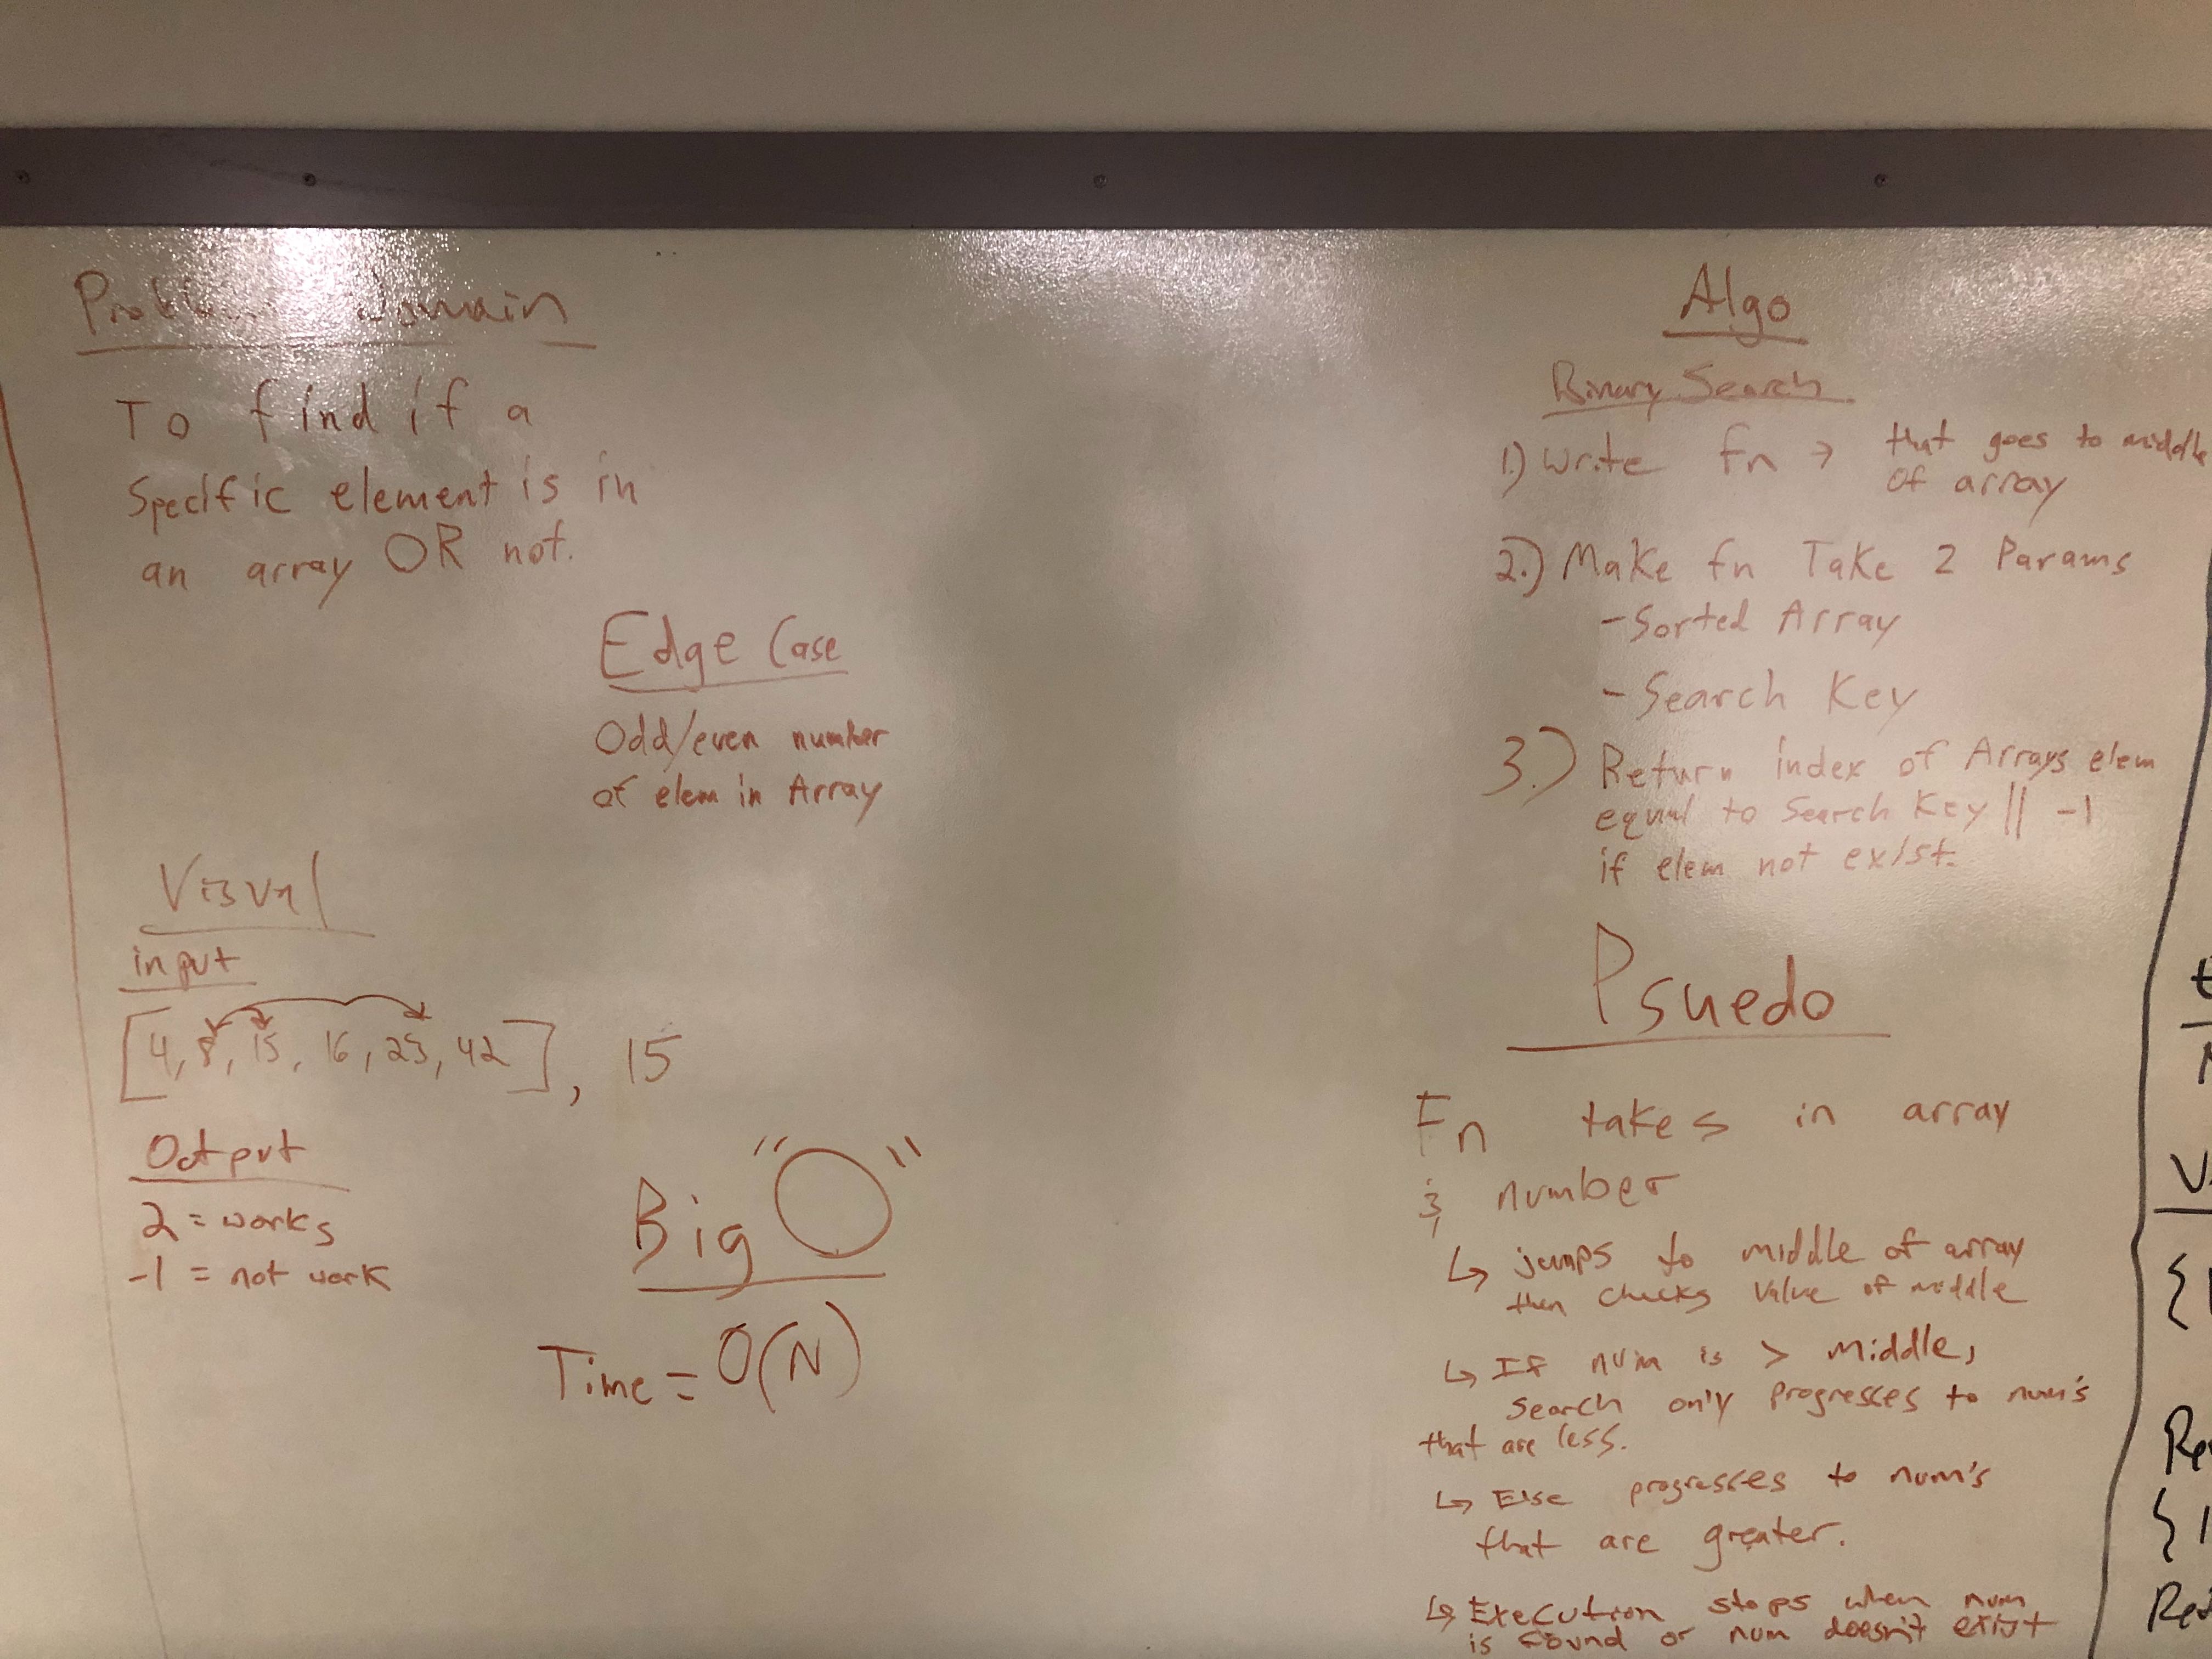 Problem Domain
To find if a
specific element is in
an array OR not.
Edge Case
Odd/even number
of elem in Array
Visual
input
[4, 8, 15, 16, 23, 42], 15
Output
2 = works
-1 = not work
Big "O"
Time = O(N)
Algo
Binary Search
1.) Write fn → that goes to middle
of array
2.) Make fn Take 2 Params
- Sorted Array
- Search Key
3.) Return index of Arrays elem
equal to Search Key || -1
if elem not exist.
Psuedo
Fn takes in array
& number
↳ jumps to middle of array
then checks value of middle
↳ If num is > middle,
search only progresses to num's
that are less.
↳ Else progresses to num's
that are greater.
↳ Execution stops when num
is found or num doesn't exist